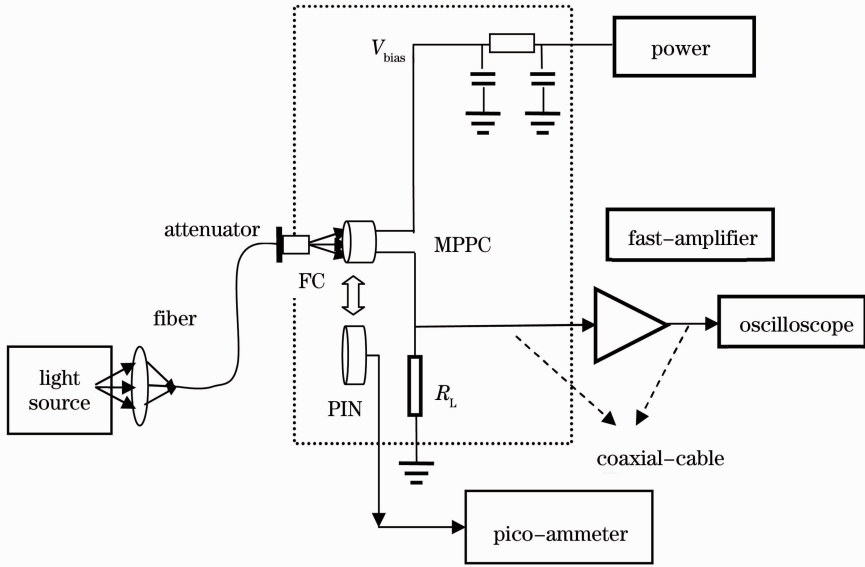 V_bias
power
attenuator
MPPC
fast-amplifier
FC
fiber
oscilloscope
light
source
PIN
R_L
coaxial-cable
pico-ammeter